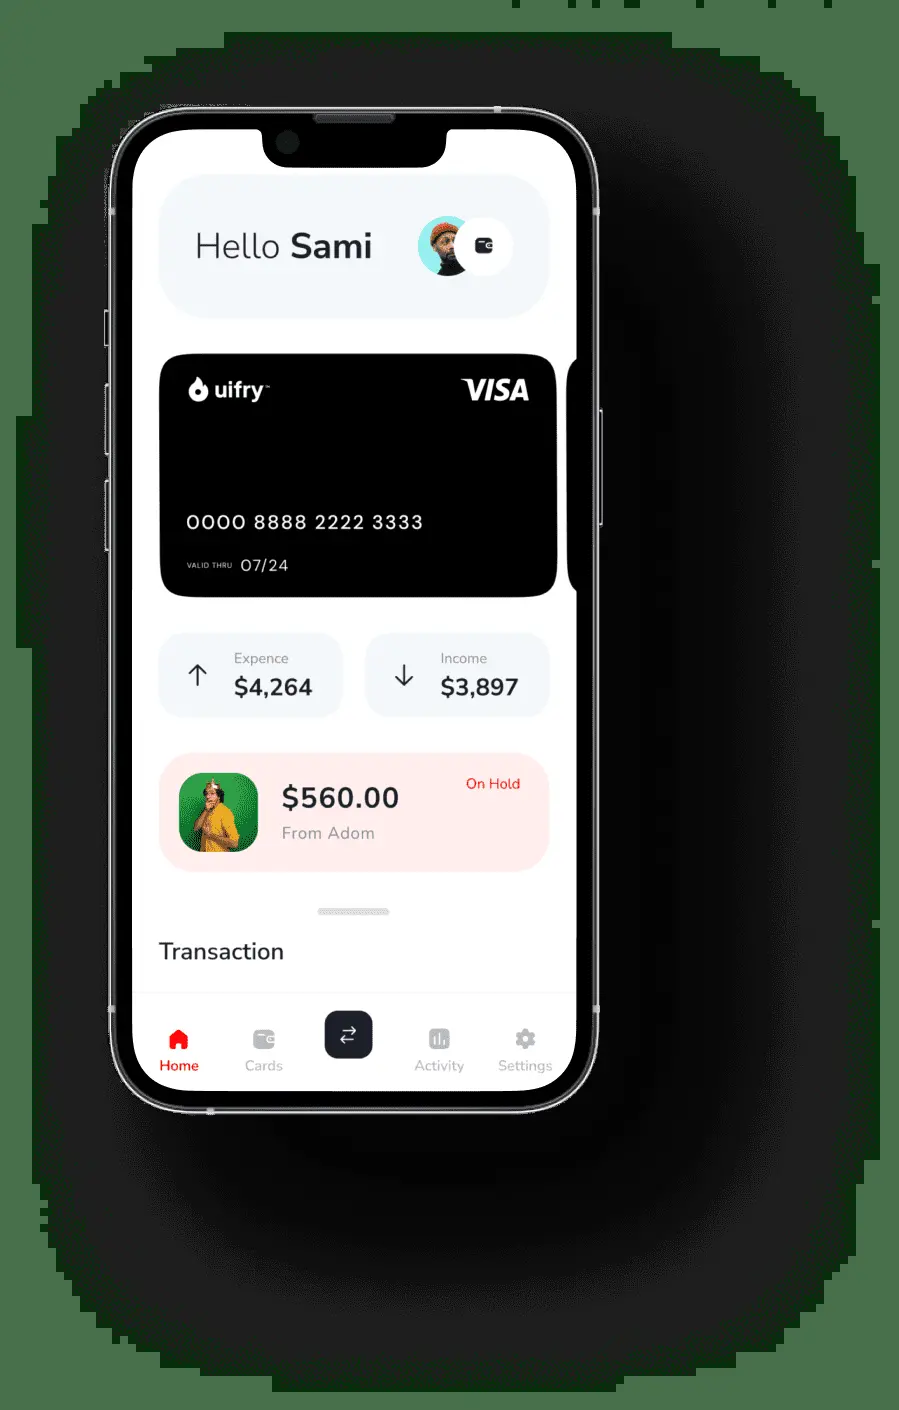 Hello Sami
uifry™
VISA
0000 8888 2222 3333
VALID THRU 07/24
Expence
$4,264
Income
$3,897
$560.00
On Hold
From Adom
Transaction
Home
Cards
Activity
Settings